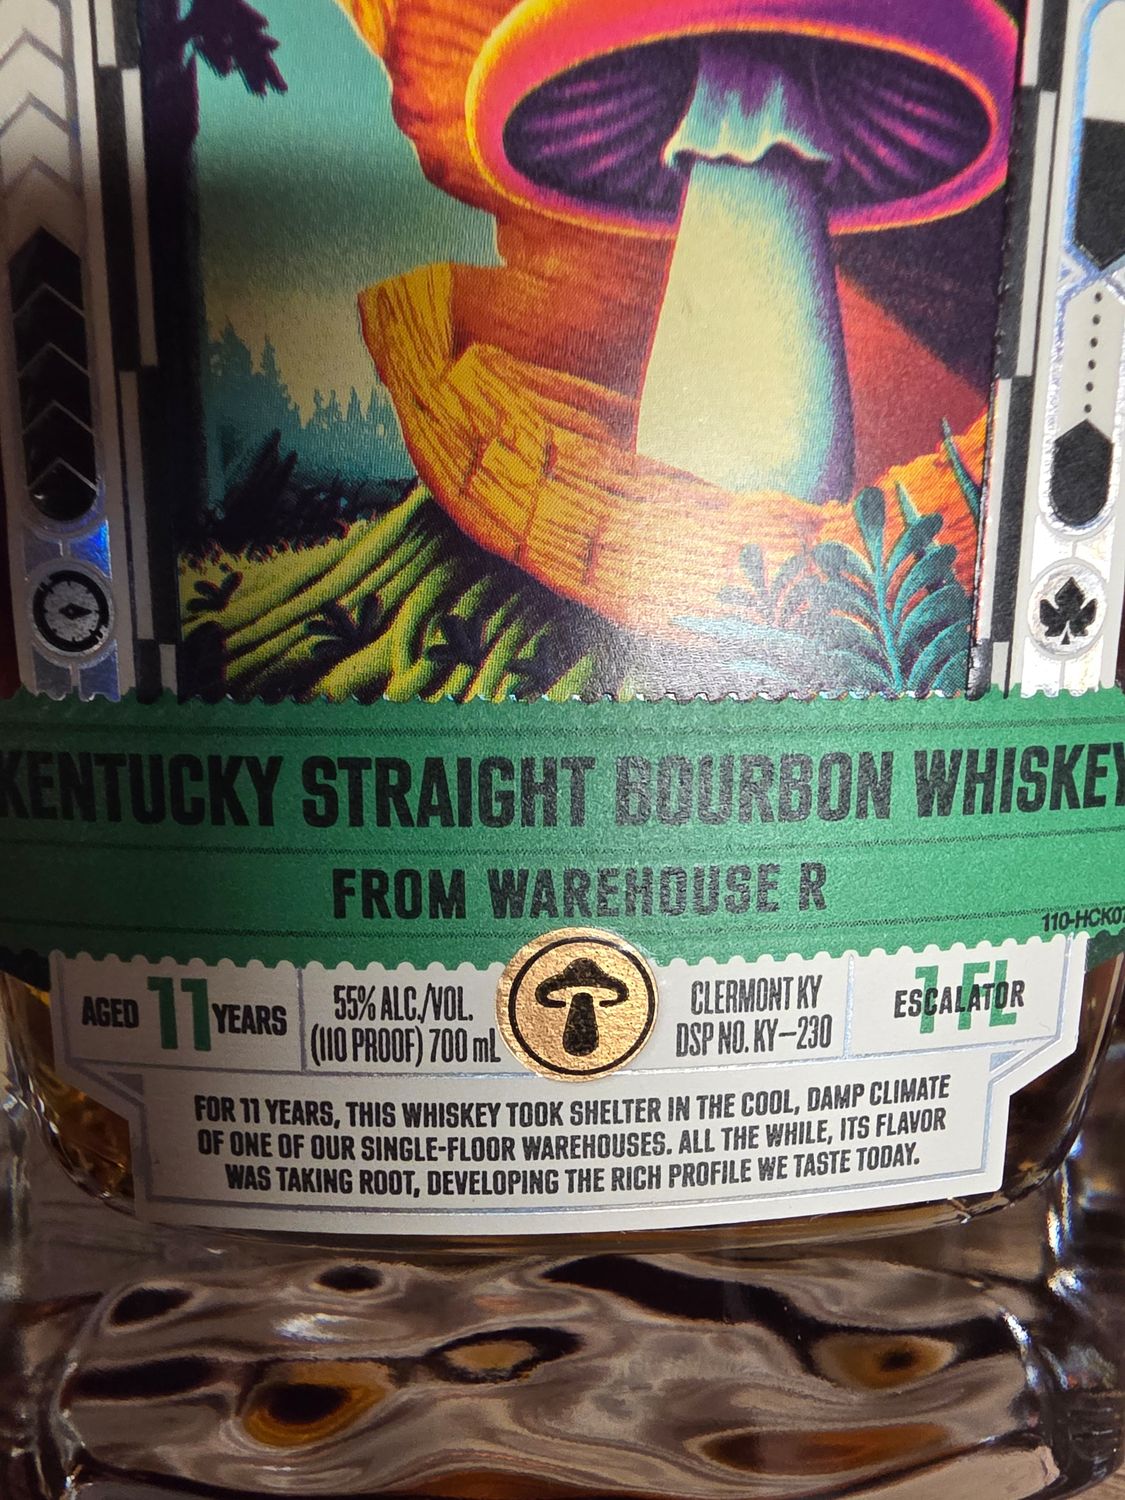 KENTUCKY STRAIGHT BOURBON WHISKEY
FROM WAREHOUSE R
110-HCK07
AGED 11 YEARS
55% ALC./VOL.
(110 PROOF) 700 mL
CLERMONT KY
DSP NO. KY-230
1 FL
ESCALATOR
FOR 11 YEARS, THIS WHISKEY TOOK SHELTER IN THE COOL, DAMP CLIMATE
OF ONE OF OUR SINGLE-FLOOR WAREHOUSES. ALL THE WHILE, ITS FLAVOR
WAS TAKING ROOT, DEVELOPING THE RICH PROFILE WE TASTE TODAY.